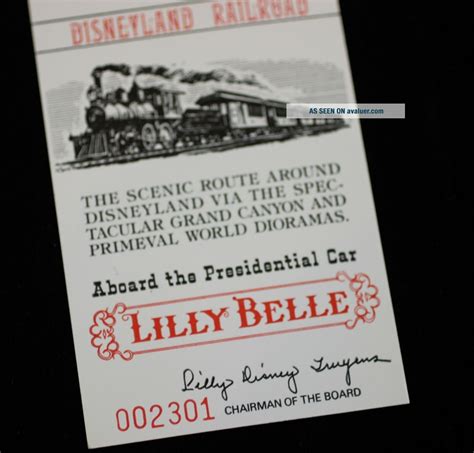 DISNEYLAND RAILROAD
AS SEEN ON avaluer.com
THE SCENIC ROUTE AROUND
DISNEYLAND VIA THE SPEC-
TACULAR GRAND CANYON AND
PRIMEVAL WORLD DIORAMAS.
Aboard the Presidential Car
LILLY BELLE
Lilly Disney Truyens
002301 CHAIRMAN OF THE BOARD